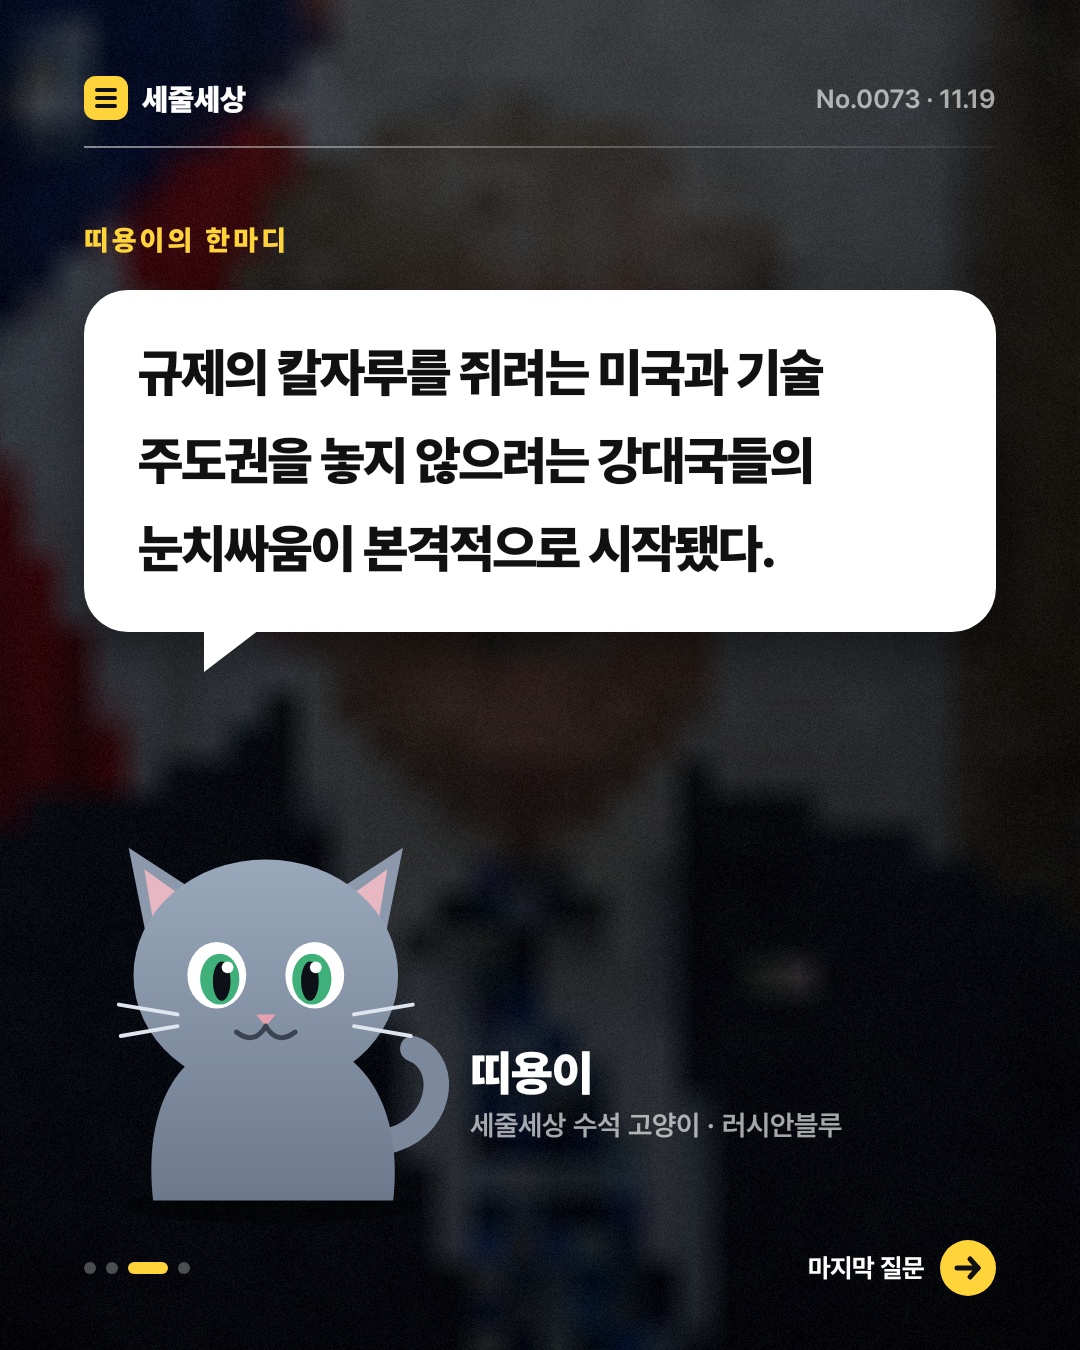 세줄세상
No.0073 · 11.19
띠용이의 한마디
규제의 칼자루를 쥐려는 미국과 기술
주도권을 놓지 않으려는 강대국들의
눈치싸움이 본격적으로 시작됐다.
띠용이
세줄세상 수석 고양이 · 러시안블루
마지막 질문